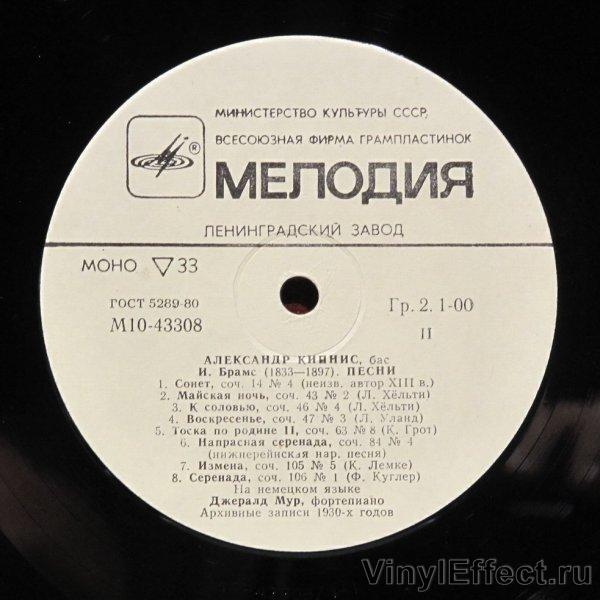 МИНИСТЕРСТВО КУЛЬТУРЫ СССР,
ВСЕСОЮЗНАЯ ФИРМА ГРАМПЛАСТИНОК
®
МЕЛОДИЯ
ЛЕНИНГРАДСКИЙ ЗАВОД
МОНО ▽ 33
ГОСТ 5289-80
М10-43308
Гр. 2. 1-00
II
АЛЕКСАНДР КИПНИС, бас
И. Брамс (1833—1897). ПЕСНИ
1. Сонет, соч. 14 № 4 (неизв. автор XIII в.)
2. Майская ночь, соч. 43 № 2 (Л. Хёльти)
3. К соловью, соч. 46 № 4 (Л. Хёльти)
4. Воскресенье, соч. 47 № 3 (Л. Уланд)
5. Тоска по родине II, соч. 63 № 8 (К. Грот)
6. Напрасная серенада, соч. 84 № 4
(нижнерейнская нар. песня)
7. Измена, соч. 105 № 5 (К. Лемке)
8. Серенада, соч. 106 № 1 (Ф. Куглер)
На немецком языке
Джералд Мур, фортепиано
Архивные записи 1930-х годов
VinylEffect.ru